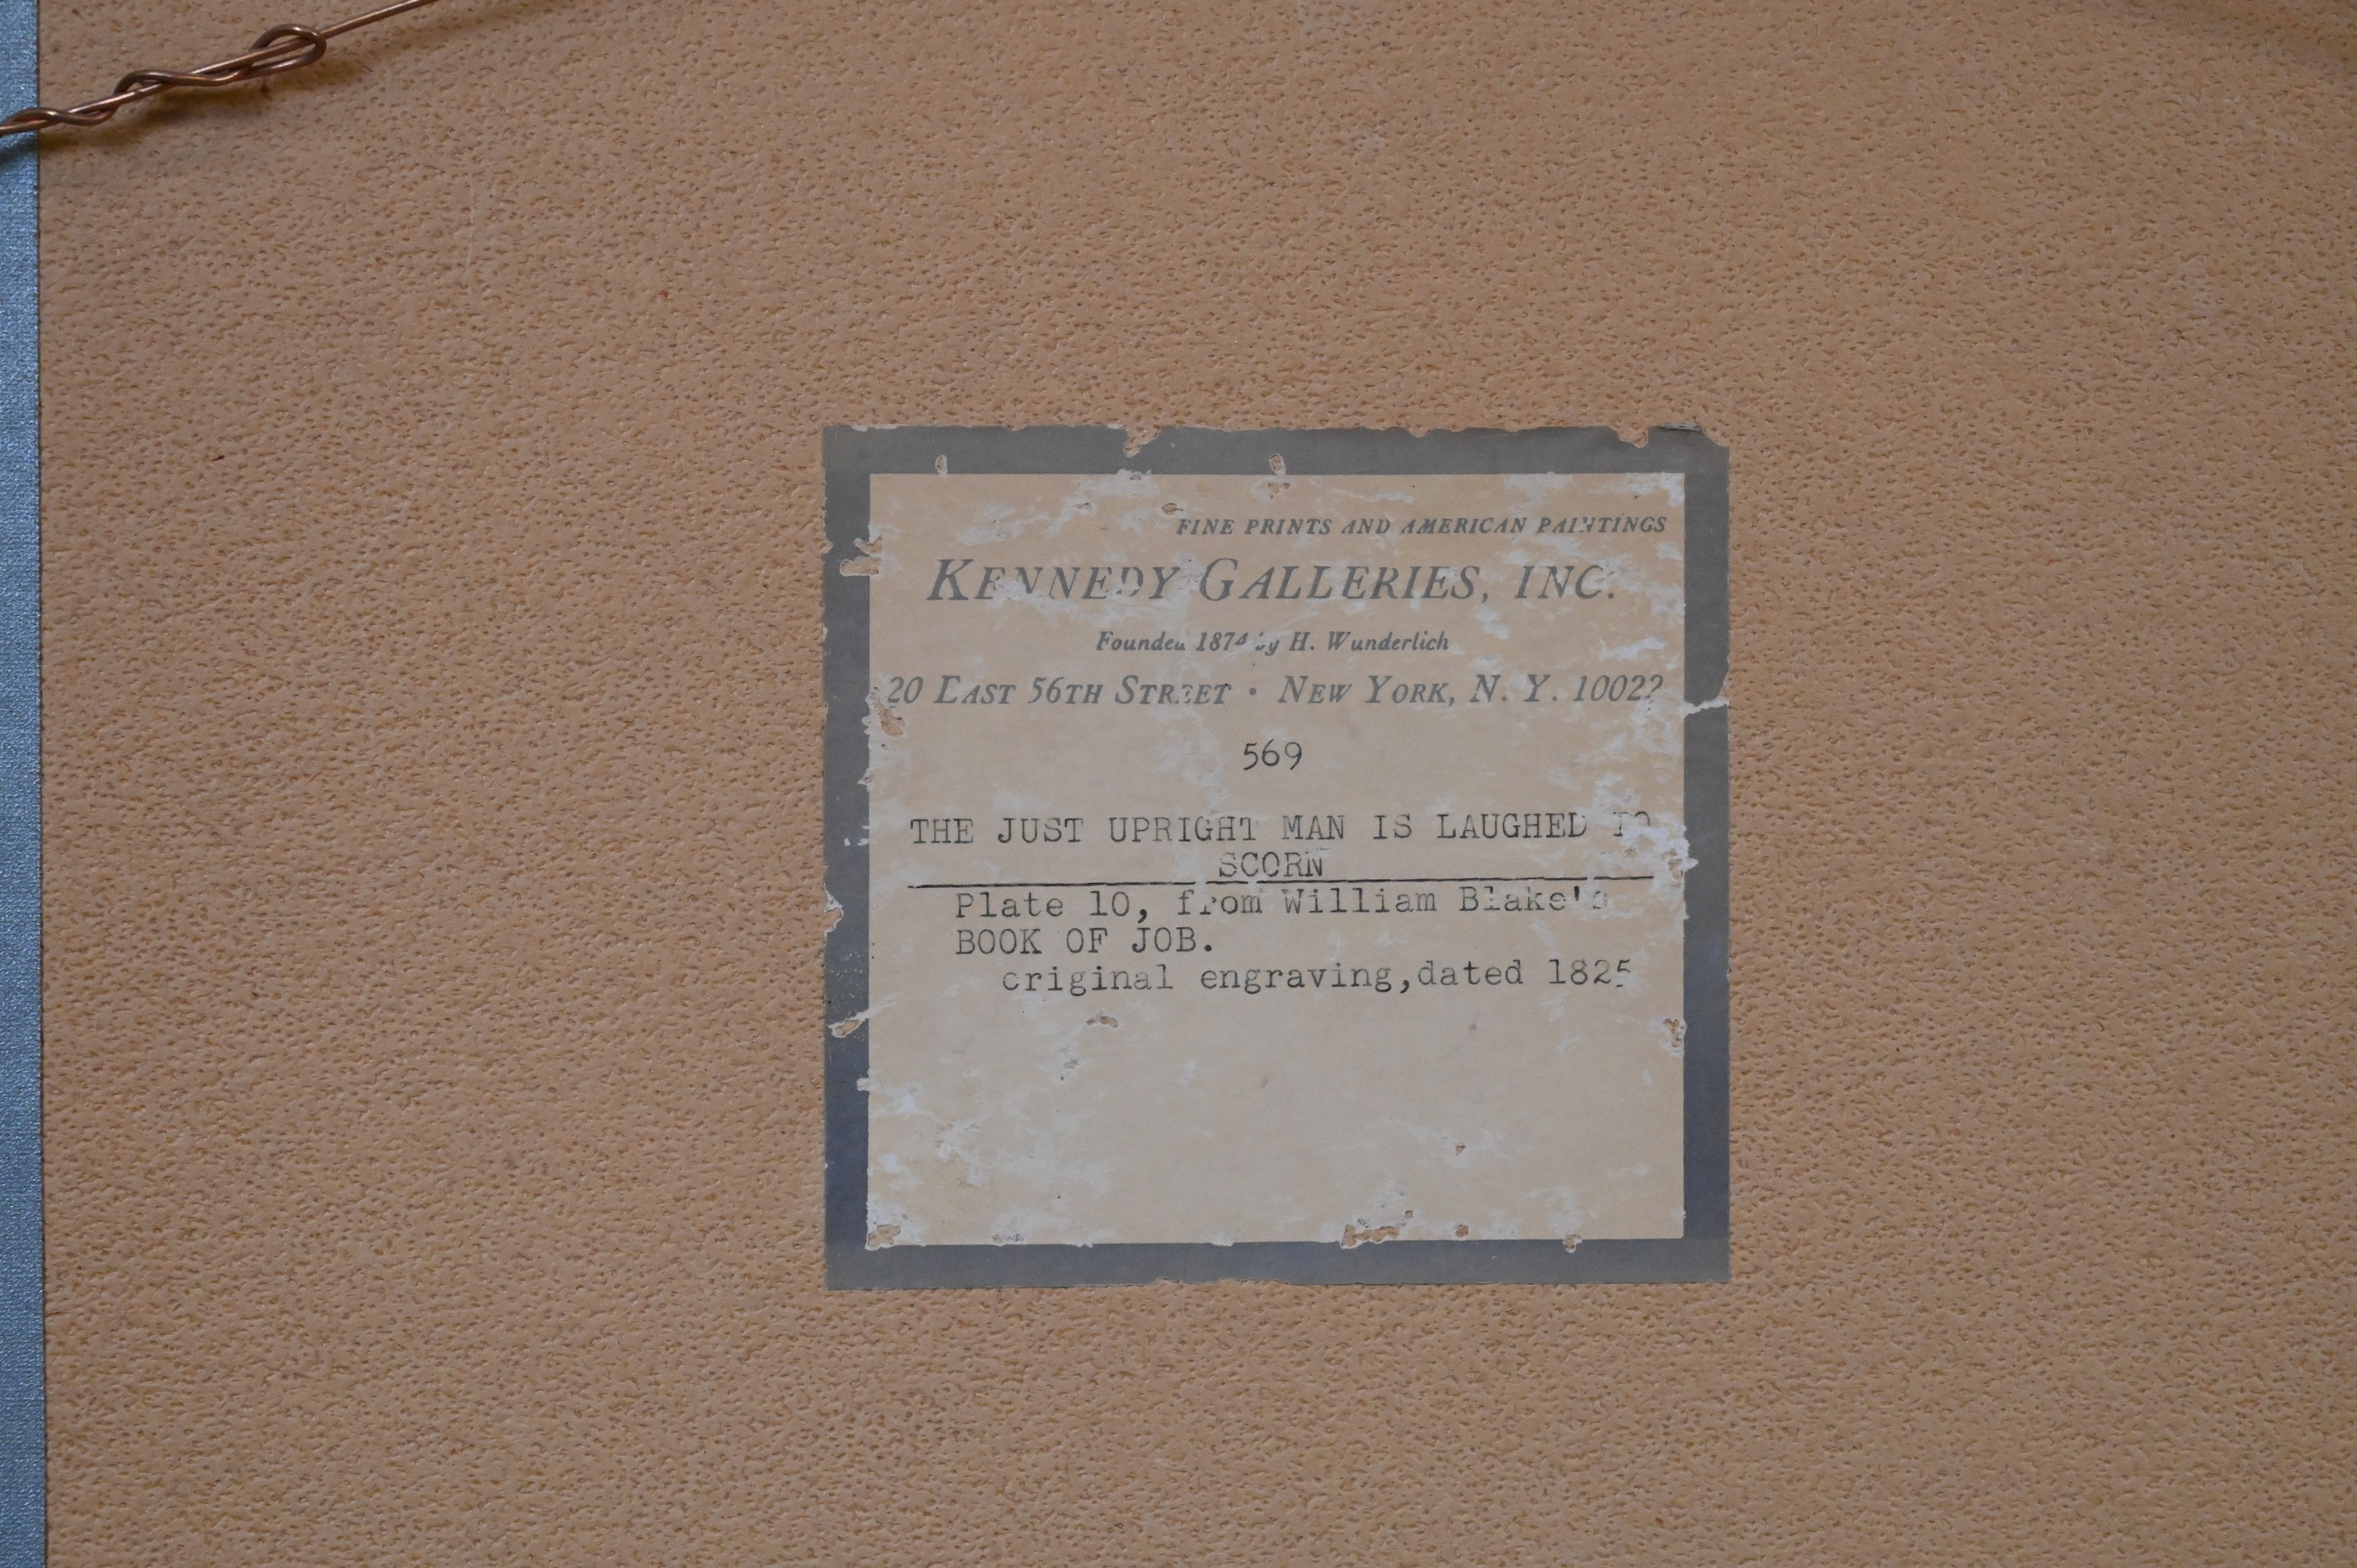 FINE PRINTS AND AMERICAN PAINTINGS
KENNEDY GALLERIES, INC.
Founded 1874 by H. Wunderlich
20 EAST 56TH STREET • NEW YORK, N. Y. 10022
569
THE JUST UPRIGHT MAN IS LAUGHED TO
SCORN
Plate 10, from William Blake's
BOOK OF JOB.
original engraving,dated 1825